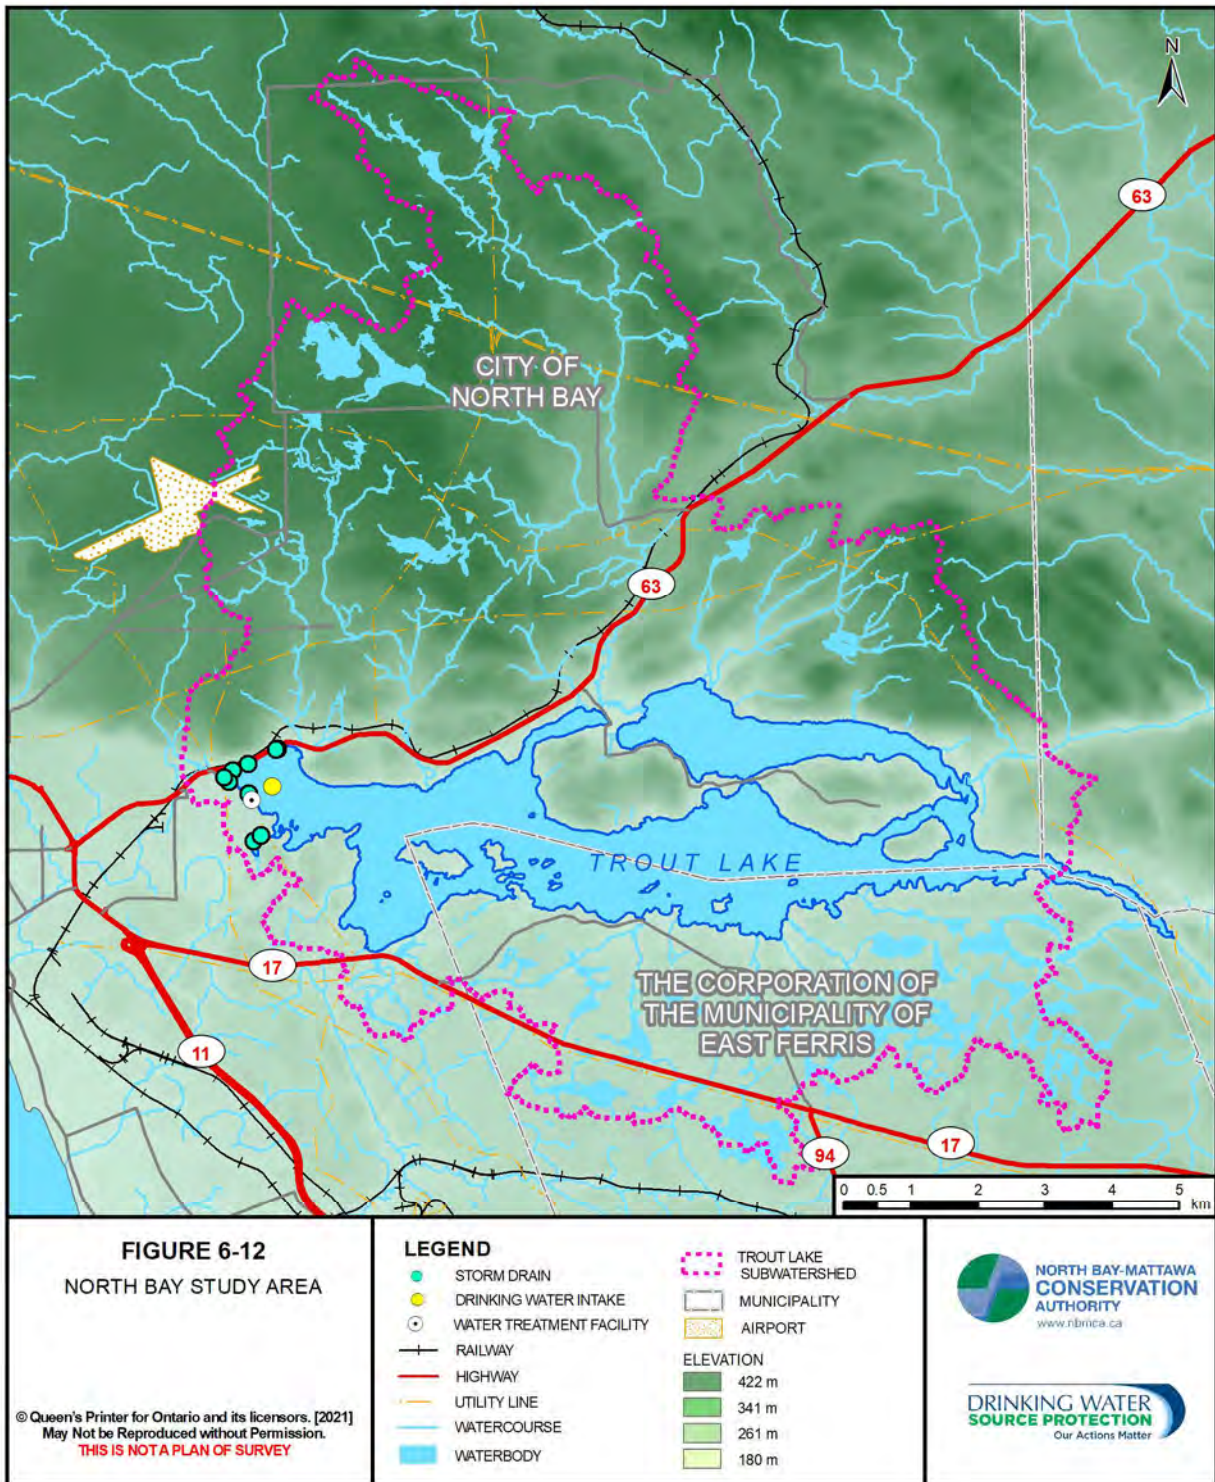 N
63
CITY OF
NORTH BAY
63
TROUT LAKE
17
THE CORPORATION OF
THE MUNICIPALITY OF
EAST FERRIS
11
94
17
0 0.5 1 2 3 4 5
km
FIGURE 6-12
NORTH BAY STUDY AREA
© Queen's Printer for Ontario and its licensors. [2021]
May Not be Reproduced without Permission.
THIS IS NOT A PLAN OF SURVEY
LEGEND
STORM DRAIN
DRINKING WATER INTAKE
WATER TREATMENT FACILITY
RAILWAY
HIGHWAY
UTILITY LINE
WATERCOURSE
WATERBODY
TROUT LAKE
SUBWATERSHED
MUNICIPALITY
AIRPORT
ELEVATION
422 m
341 m
261 m
180 m
NORTH BAY-MATTAWA
CONSERVATION
AUTHORITY
www.nbmca.ca
DRINKING WATER
SOURCE PROTECTION
Our Actions Matter